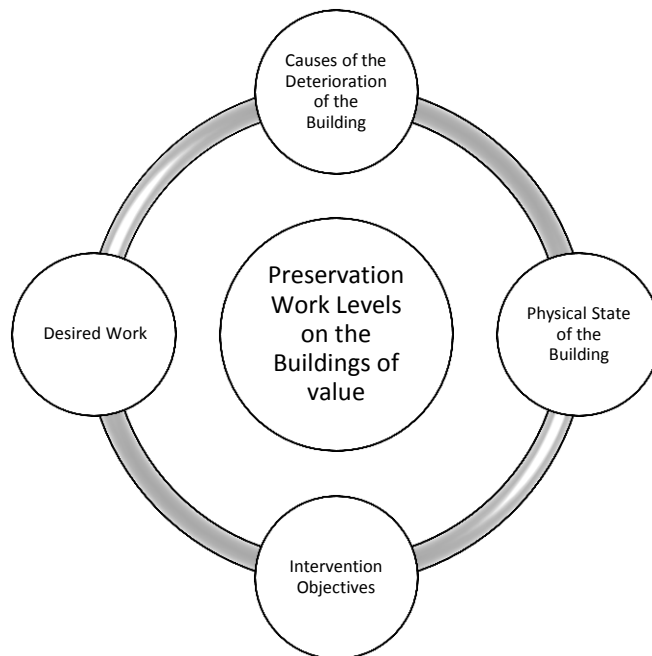 Causes of the
Deterioration
of the
Building
Preservation
Work Levels
on the
Buildings of
value
Desired Work
Physical State
of the
Building
Intervention
Objectives